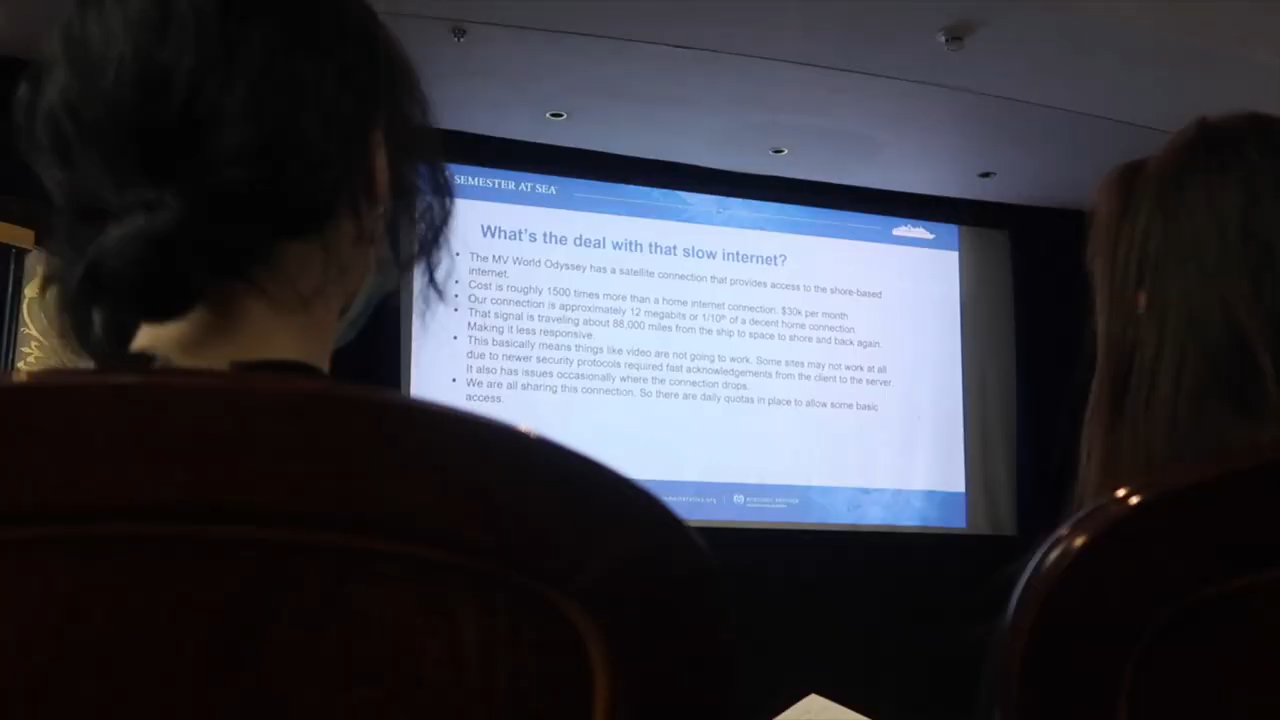 SEMESTER AT SEA
What's the deal with that slow internet?
• The MV World Odyssey has a satellite connection that provides access to the shore-based
internet.
• Cost is roughly 1500 times more than a home internet connection. $30k per month
• Our connection is approximately 12 megabits or 1/10th of a decent home connection.
• That signal is traveling about 88,000 miles from the ship to space to shore and back again.
Making it less responsive.
• This basically means things like video are not going to work. Some sites may not work at all
due to newer security protocols required fast acknowledgements from the client to the server.
It also has issues occasionally where the connection drops.
• We are all sharing this connection. So there are daily quotas in place to allow some basic
access.